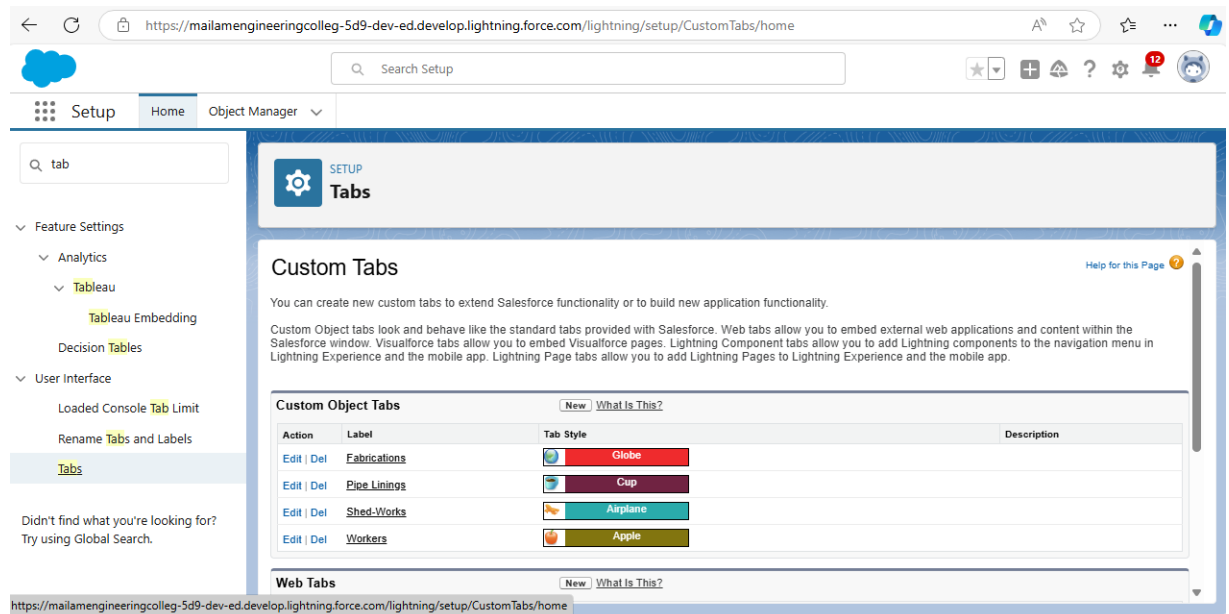 https://mailamengineeringcolleg-5d9-dev-ed.develop.lightning.force.com/lightning/setup/CustomTabs/home
Search Setup
12
Setup Home Object Manager
tab
SETUP
Tabs
Feature Settings
Analytics
Tableau
Tableau Embedding
Decision Tables
User Interface
Loaded Console Tab Limit
Rename Tabs and Labels
Tabs
Didn't find what you're looking for?
Try using Global Search.
Custom Tabs
Help for this Page ?
You can create new custom tabs to extend Salesforce functionality or to build new application functionality.
Custom Object tabs look and behave like the standard tabs provided with Salesforce. Web tabs allow you to embed external web applications and content within the
Salesforce window. Visualforce tabs allow you to embed Visualforce pages. Lightning Component tabs allow you to add Lightning components to the navigation menu in
Lightning Experience and the mobile app. Lightning Page tabs allow you to add Lightning Pages to Lightning Experience and the mobile app.
Custom Object Tabs New What Is This?
Action Label Tab Style Description
Edit | Del Fabrications Globe
Edit | Del Pipe Linings Cup
Edit | Del Shed-Works Airplane
Edit | Del Workers Apple
Web Tabs New What Is This?
https://mailamengineeringcolleg-5d9-dev-ed.develop.lightning.force.com/lightning/setup/CustomTabs/home